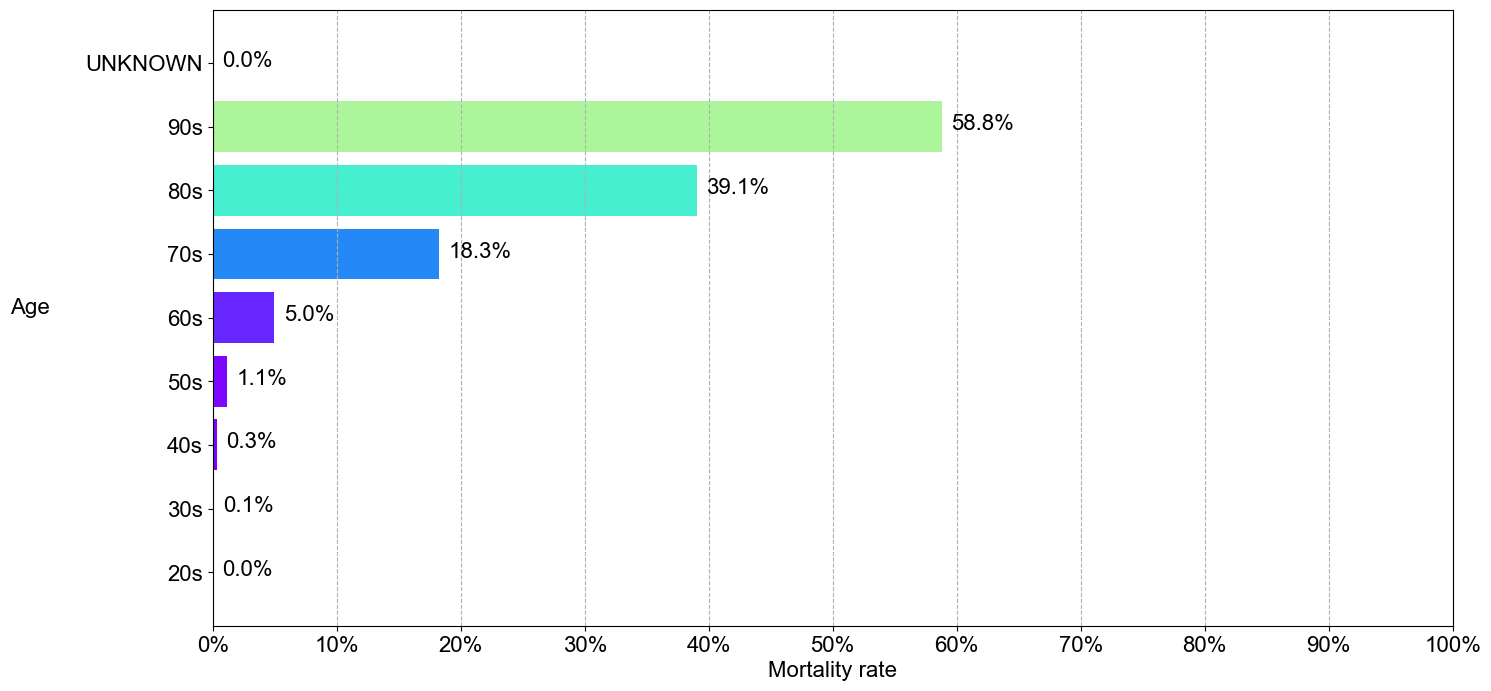 UNKNOWN 0.0%
90s 58.8%
80s 39.1%
70s 18.3%
Age
60s 5.0%
50s 1.1%
40s 0.3%
30s 0.1%
20s 0.0%
0% 10% 20% 30% 40% 50% 60% 70% 80% 90% 100%
Mortality rate